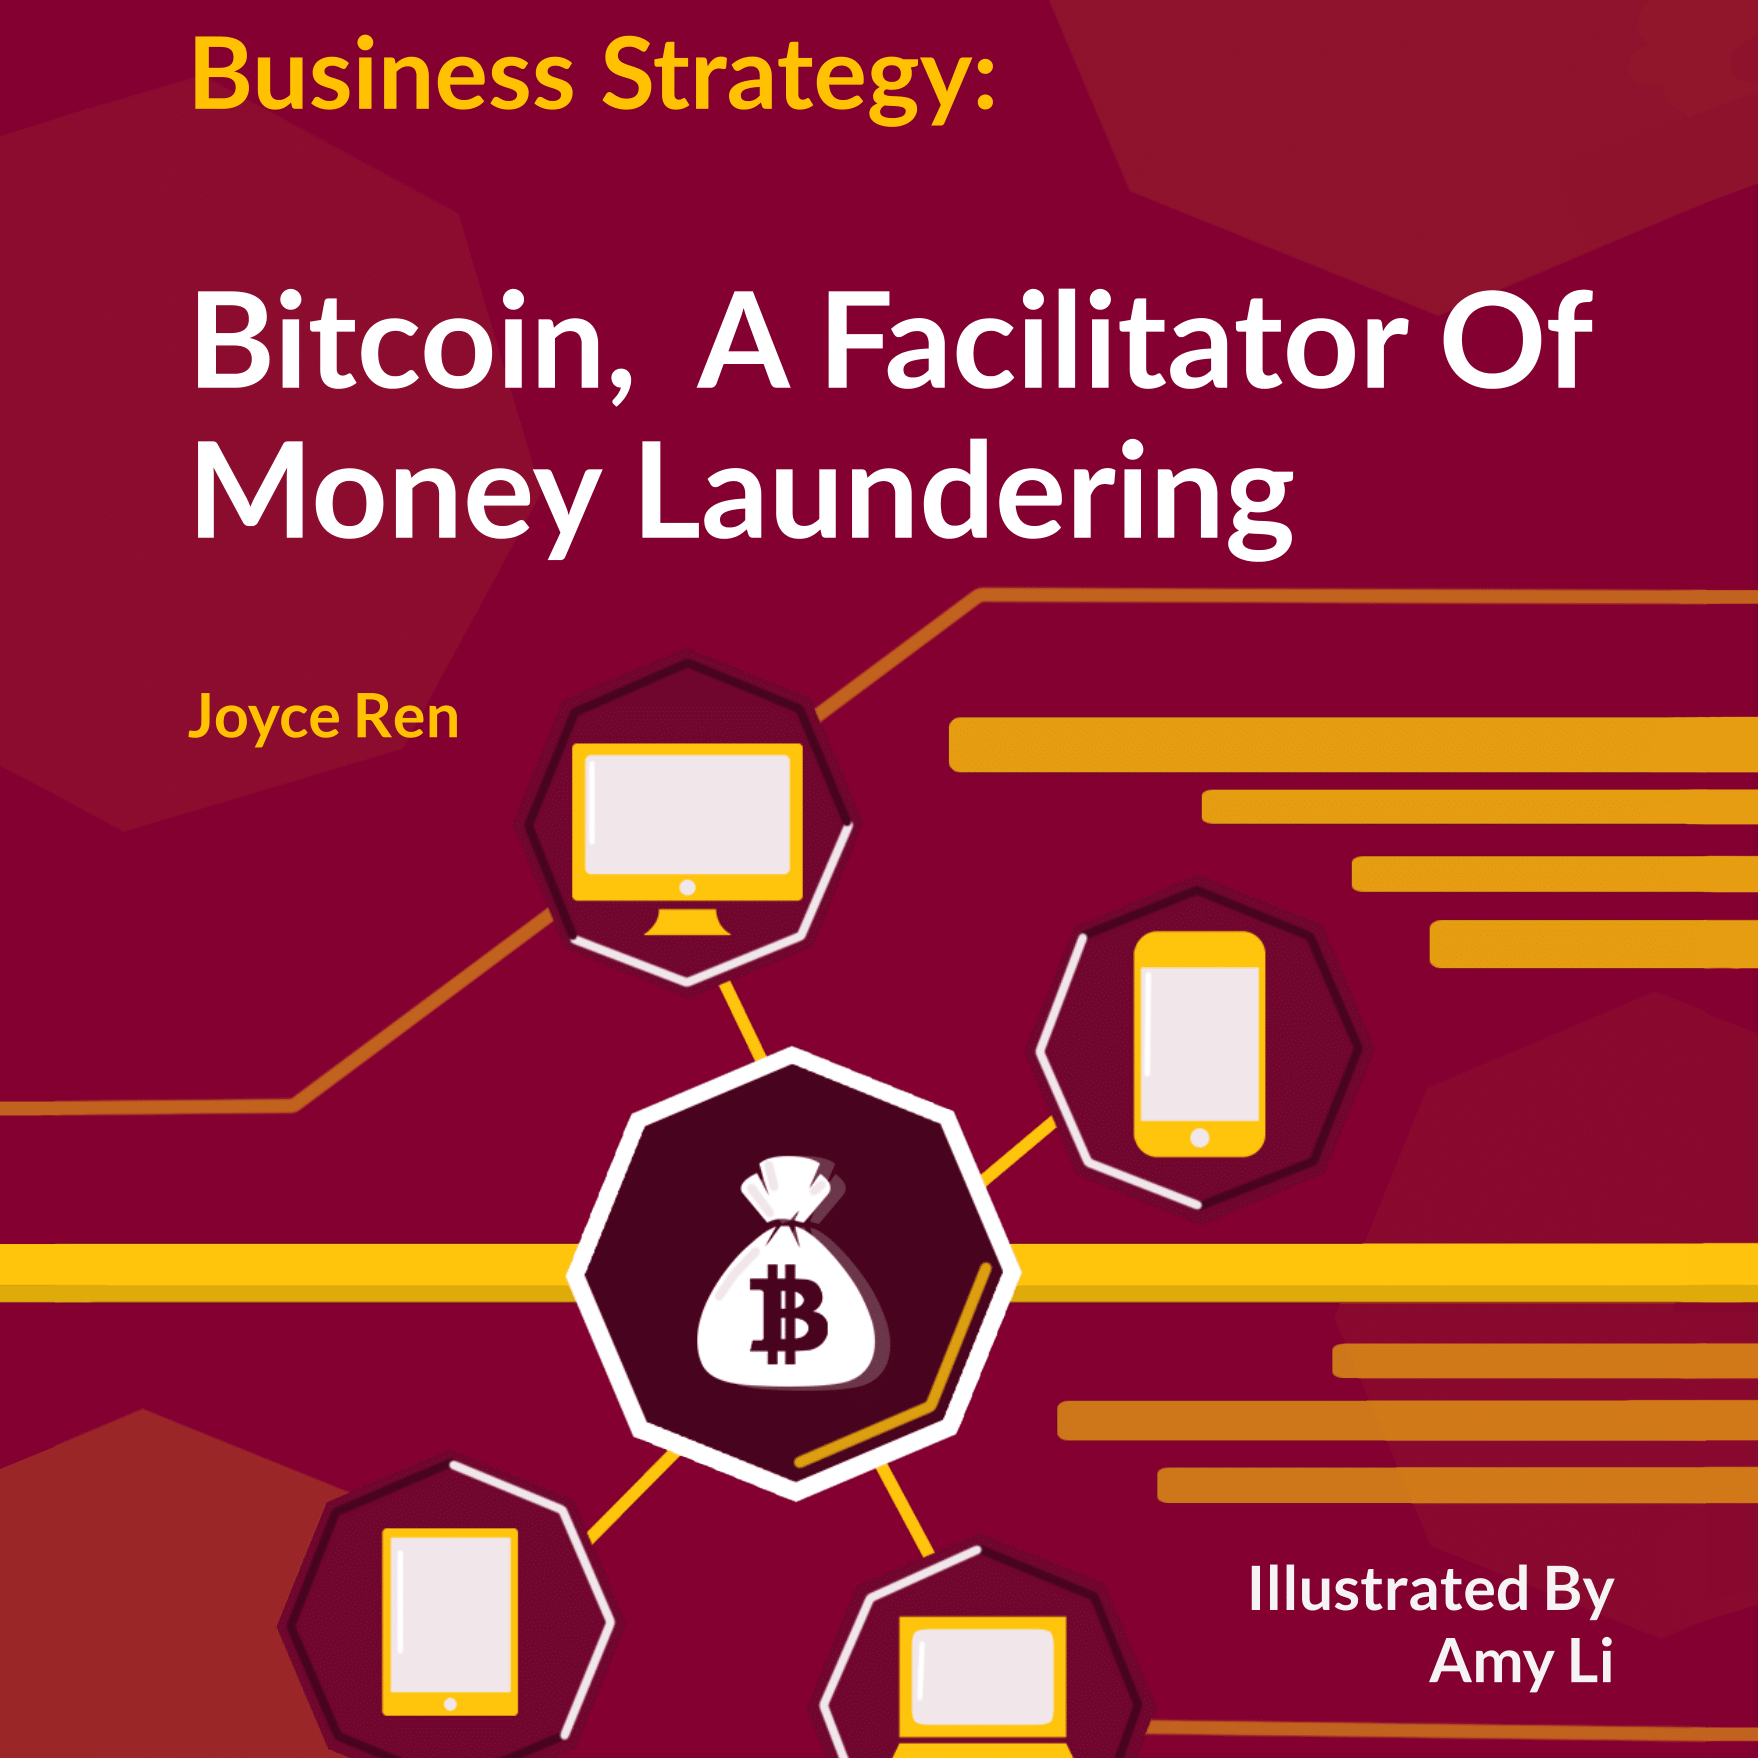 Business Strategy:
Bitcoin, A Facilitator Of
Money Laundering
Joyce Ren
Illustrated By
Amy Li